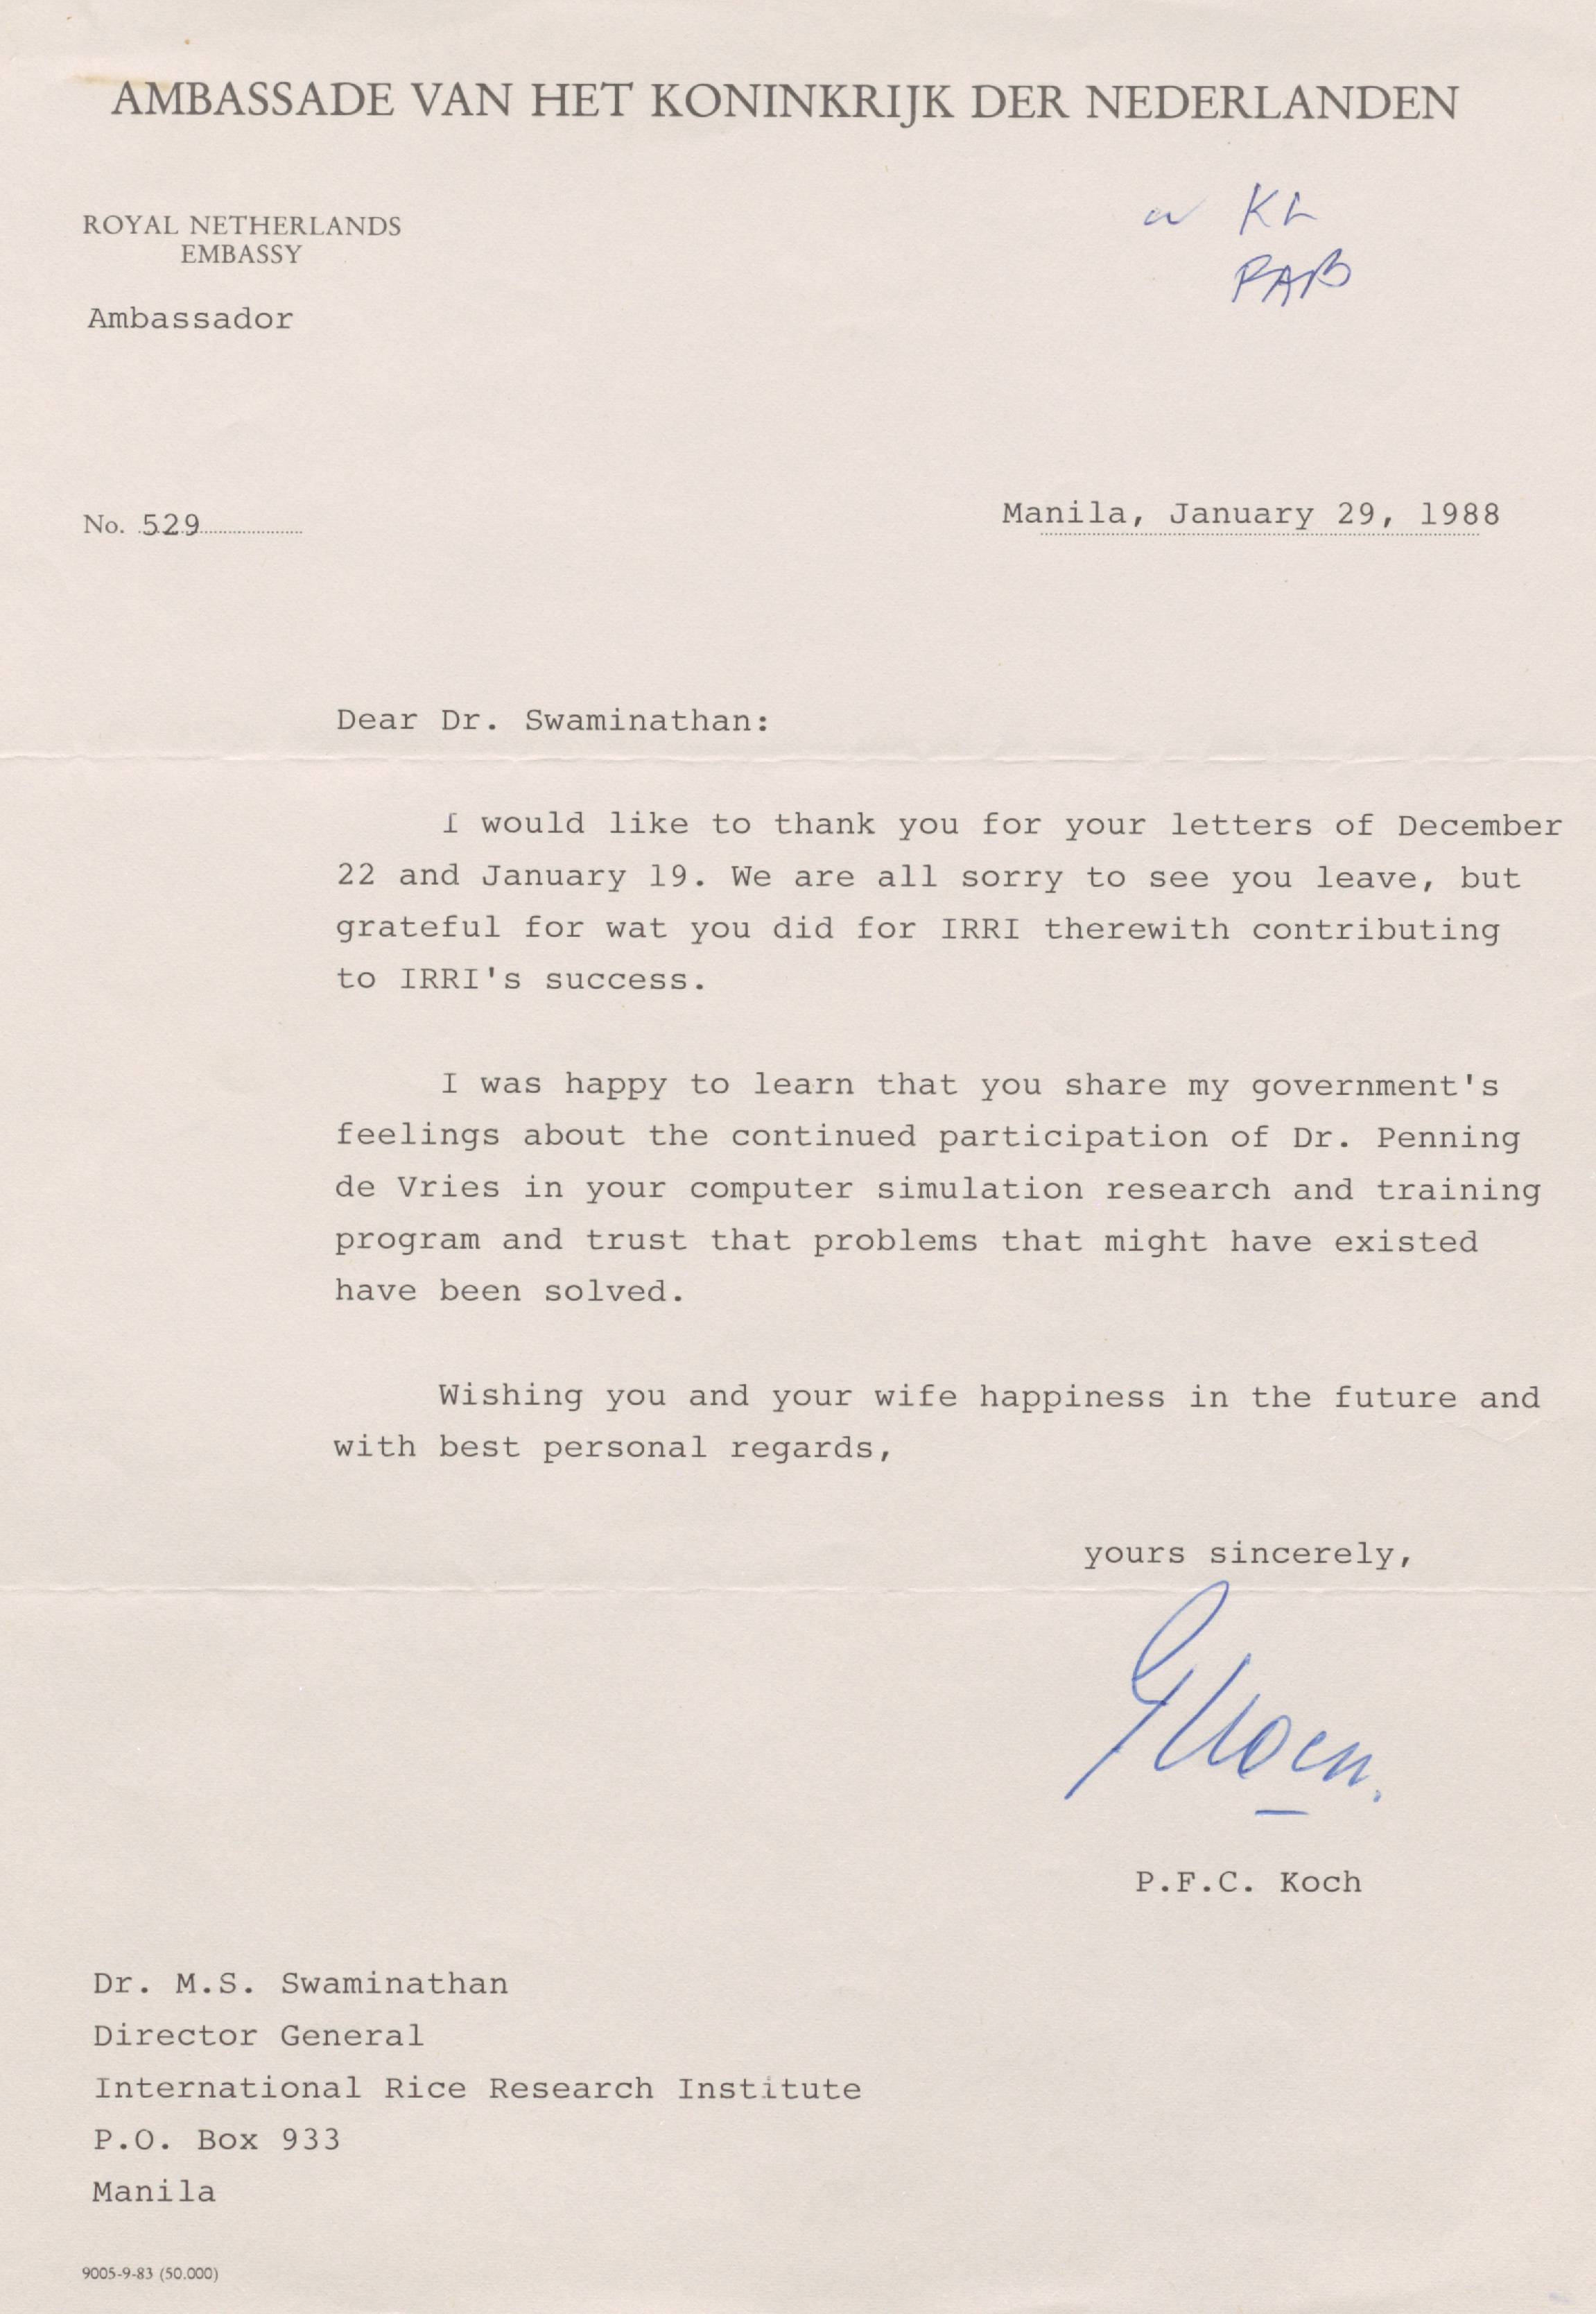 AMBASSADE VAN HET KONINKRIJK DER NEDERLANDEN
ROYAL NETHERLANDS
EMBASSY
KL
PAB
Ambassador
No. 529
Manila, January 29, 1988
Dear Dr. Swaminathan:
I would like to thank you for your letters of December
22 and January 19. We are all sorry to see you leave, but
grateful for wat you did for IRRI therewith contributing
to IRRI's success.
I was happy to learn that you share my government's
feelings about the continued participation of Dr. Penning
de Vries in your computer simulation research and training
program and trust that problems that might have existed
have been solved.
Wishing you and your wife happiness in the future and
with best personal regards,
yours sincerely,
P.F.C. Koch
Dr. M.S. Swaminathan
Director General
International Rice Research Institute
P.O. Box 933
Manila
9005-9-83 (50.000)